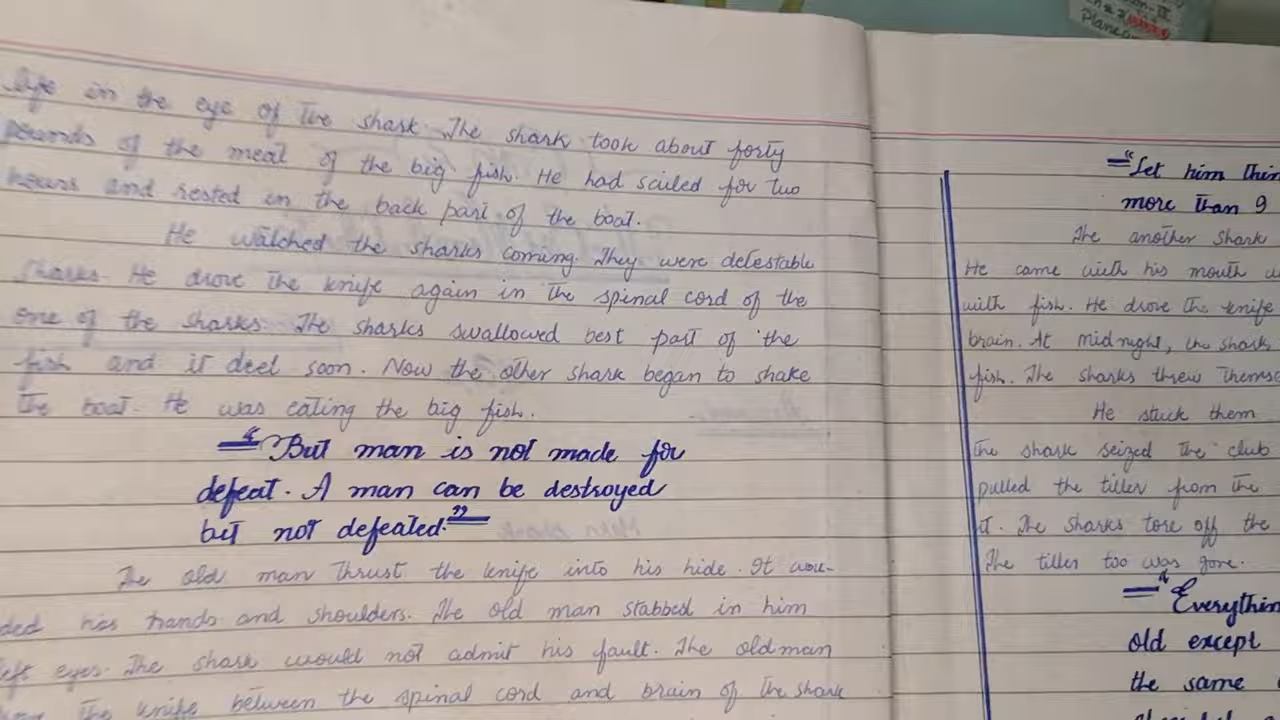 life in the eye of the shark. The shark took about forty
pounds of the meat of the big fish. He had sailed for two
hours and rested in the back part of the boat.
He watched the sharks coming. They were detestable
sharks. He drove the knife again in the spinal cord of the
one of the sharks. The sharks swallowed best part of the
fish and it died soon. Now the other shark began to shake
the boat. He was eating the big fish.
"But man is not made for
defeat. A man can be destroyed
but not defeated."
The old man thrust the knife into his hide. It woun-
ded his hands and shoulders. The old man stabbed in him
left eyes. The shark would not admit his fault. The oldman
the knife between the spinal cord and brain of the shark
"Let him thin
more than 9
The another shark
He came with his mouth
with fish. He drove the knife
brain. At midnight, the shark
fish. The sharks threw themse
He stuck them
the shark seized the club
pulled the tiller from the
it. The sharks tore off the
The tiller too was gone.
"Everythin
old except
the same